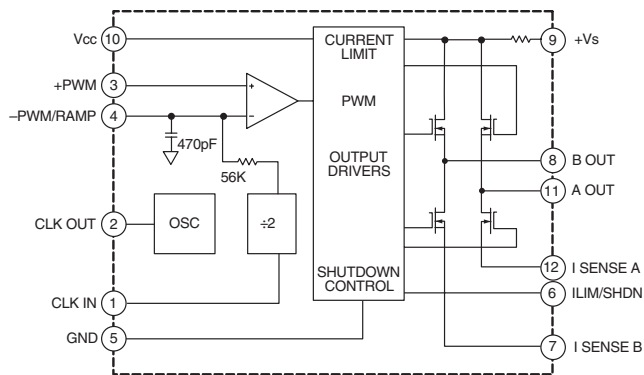 Vcc
10
+PWM
3
–PWM/RAMP
4
470pF
56K
CLK OUT
2
OSC
÷2
CLK IN
1
GND
5
+
–
CURRENT
LIMIT
PWM
OUTPUT
DRIVERS
SHUTDOWN
CONTROL
9
+Vs
8
B OUT
11
A OUT
12
I SENSE A
6
ILIM/SHDN
7
I SENSE B